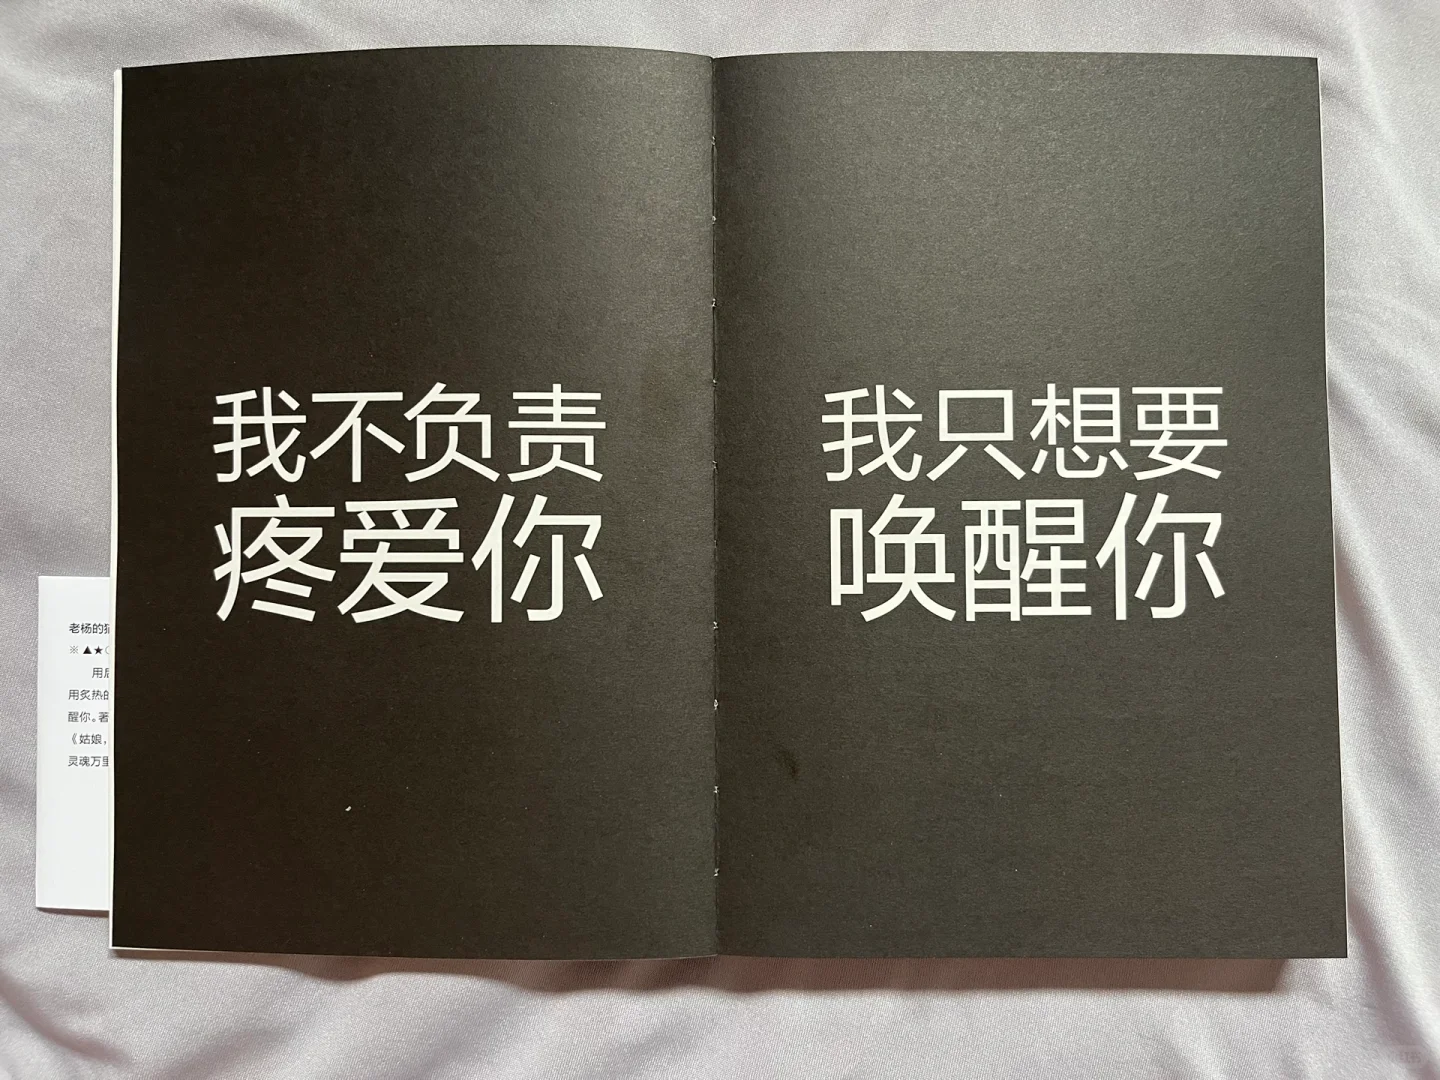 我不负责
疼爱你
我只想要
唤醒你
老杨的
※▲★
用
用炙热的
醒你。著
《姑娘，
灵魂万里